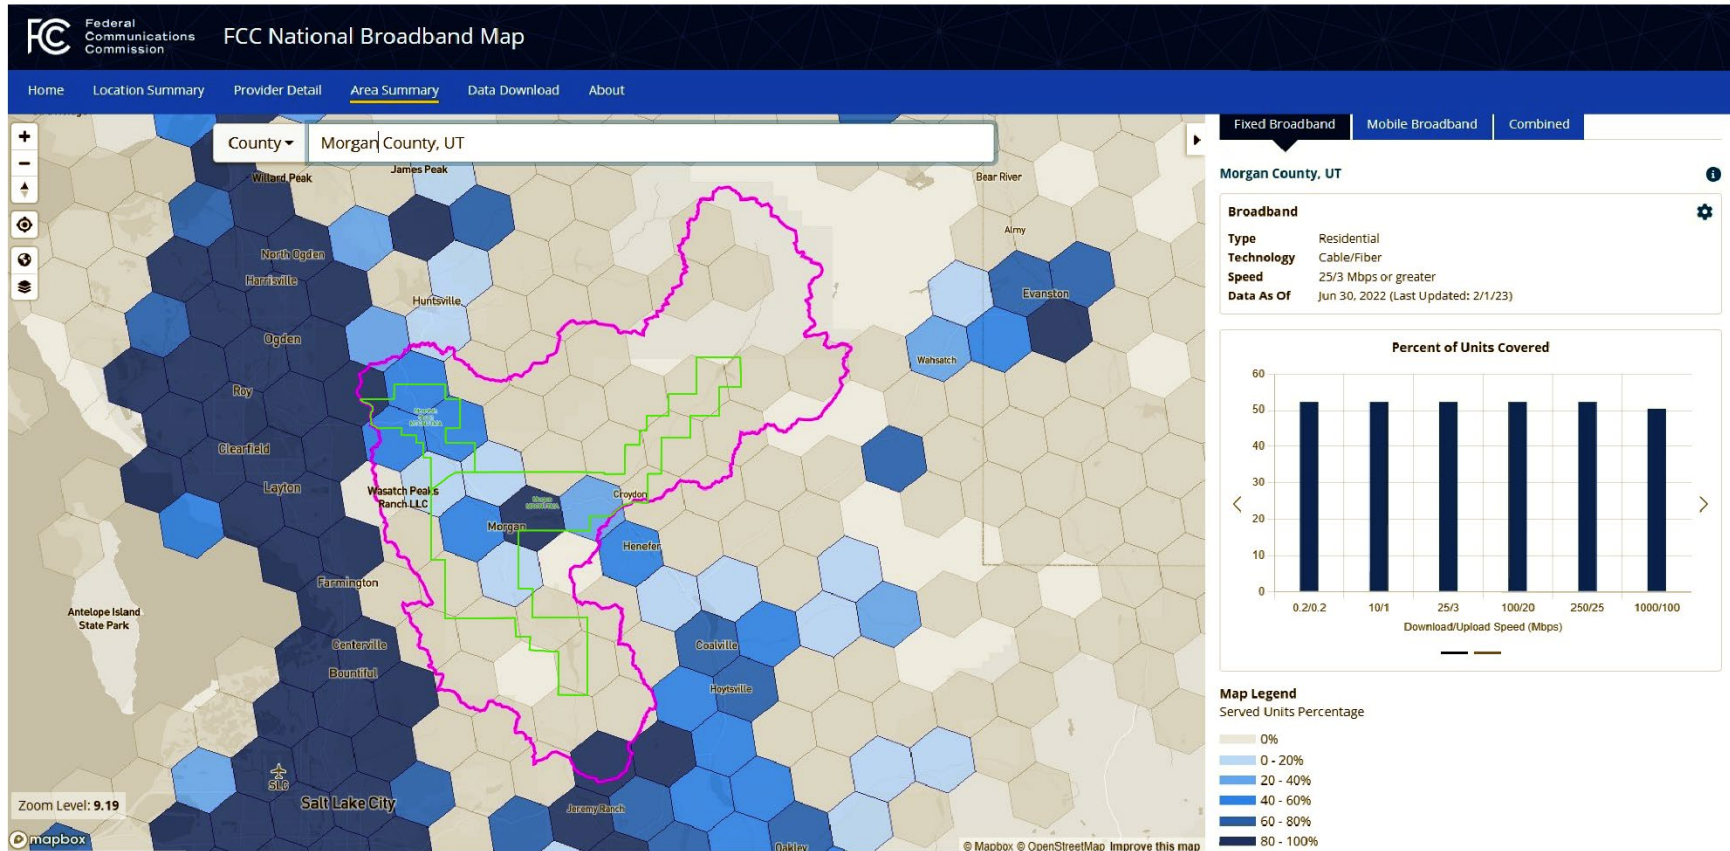 FCC
Federal
Communications
Commission
FCC National Broadband Map
Home
Location Summary
Provider Detail
Area Summary
Data Download
About
County
Morgan County, UT
Willard Peak
James Peak
Bear River
Almy
North Ogden
Harrisville
Huntsville
Evanston
Ogden
Wahsatch
Roy
Clearfield
Layton
Wasatch Peaks
Ranch LLC
Croydon
Morgan
Henefer
Farmington
Antelope Island
State Park
Centerville
Coalville
Bountiful
Hoytsville
SLC
Salt Lake City
Jeremy Ranch
Oakley
Zoom Level: 9.19
mapbox
© Mapbox © OpenStreetMap Improve this map
Fixed Broadband
Mobile Broadband
Combined
Morgan County, UT
Broadband
Type Residential
Technology Cable/Fiber
Speed 25/3 Mbps or greater
Data As Of Jun 30, 2022 (Last Updated: 2/1/23)
Percent of Units Covered
60
50
40
30
20
10
0
0.2/0.2 10/1 25/3 100/20 250/25 1000/100
Download/Upload Speed (Mbps)
Map Legend
Served Units Percentage
0%
0 - 20%
20 - 40%
40 - 60%
60 - 80%
80 - 100%